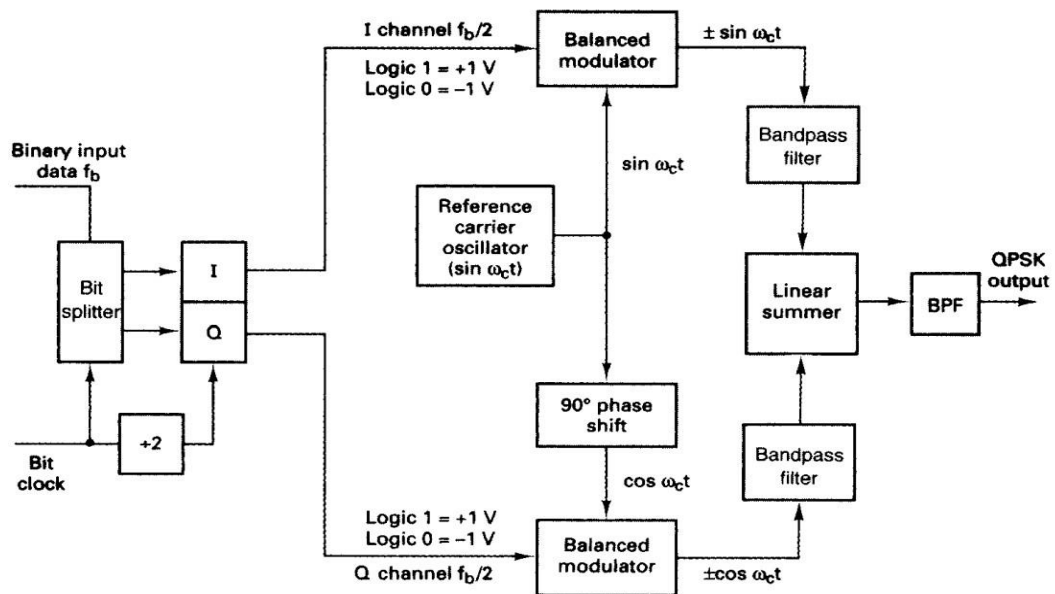 I channel f_b/2
Logic 1 = +1 V
Logic 0 = −1 V
Balanced
modulator
± sin ω_ct
Bandpass
filter
Binary input
data f_b
sin ω_ct
Reference
carrier
oscillator
(sin ω_ct)
Bit
splitter
I
Q
Linear
summer
QPSK
output
BPF
÷2
Bit
clock
90° phase
shift
cos ω_ct
Bandpass
filter
Logic 1 = +1 V
Logic 0 = −1 V
Q channel f_b/2
Balanced
modulator
±cos ω_ct